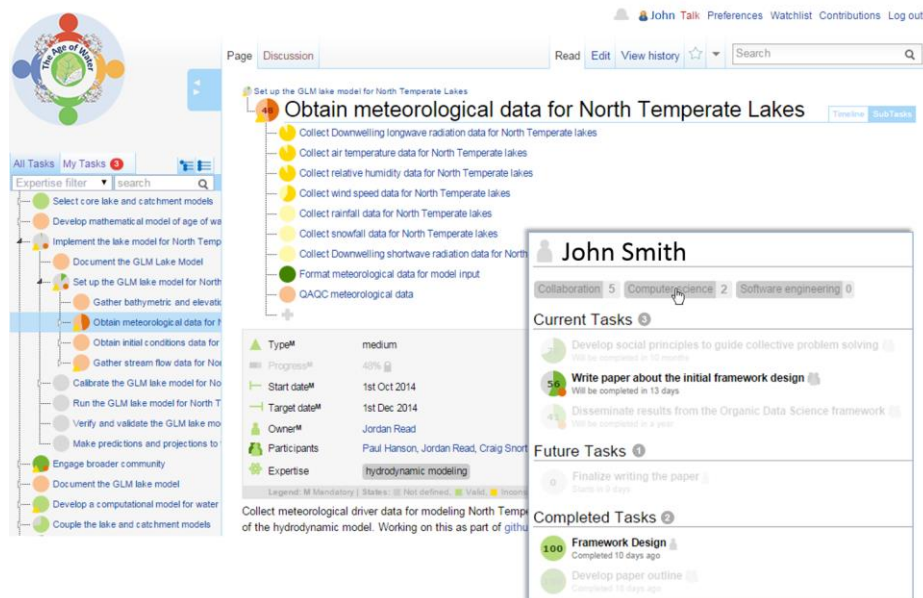 John Talk Preferences Watchlist Contributions Log out
The Age of Water
Page Discussion
Read Edit View history
Search
Set up the GLM lake model for North Temperate Lakes
46 Obtain meteorological data for North Temperate Lakes
Timeline SubTasks
Collect Downwelling longwave radiation data for North Temperate lakes
Collect air temperature data for North Temperate lakes
Collect relative humidity data for North Temperate lakes
Collect wind speed data for North Temperate lakes
Collect rainfall data for North Temperate lakes
Collect snowfall data for North Temperate lakes
Collect Downwelling shortwave radiation data for North
Format meteorological data for model input
QAQC meteorological data
All Tasks My Tasks 3
Expertise filter search
Select core lake and catchment models
Develop mathematical model of age of wa
Implement the lake model for North Temp
Document the GLM Lake Model
Set up the GLM lake model for North
Gather bathymetric and elevatio
Obtain meteorological data for N
Obtain initial conditions data for
Gather stream flow data for Nor
Calibrate the GLM lake model for No
Run the GLM lake model for North T
Verify and validate the GLM lake mo
Make predictions and projections to
Engage broader community
Document the GLM lake model
Develop a computational model for water
Couple the lake and catchment models
Typeᴹ medium
Progressᴹ 48%
Start dateᴹ 1st Oct 2014
Target dateᴹ 1st Dec 2014
Ownerᴹ Jordan Read
Participants Paul Hanson, Jordan Read, Craig Snort
Expertise hydrodynamic modeling
Legend: M Mandatory | States: Not defined, Valid, Incons
Collect meteorological driver data for modeling North Tempe
of the hydrodynamic model. Working on this as part of githu
John Smith
Collaboration 5 Computer science 2 Software engineering 0
Current Tasks 3
Develop social principles to guide collective problem solving
Will be completed in 10 months
56 Write paper about the initial framework design
Will be completed in 13 days
Disseminate results from the Organic Data Science framework
Will be completed in a year
Future Tasks 1
0 Finalize writing the paper
Starts in 8 days
Completed Tasks 2
100 Framework Design
Completed 10 days ago
Develop paper outline
Completed 15 days ago